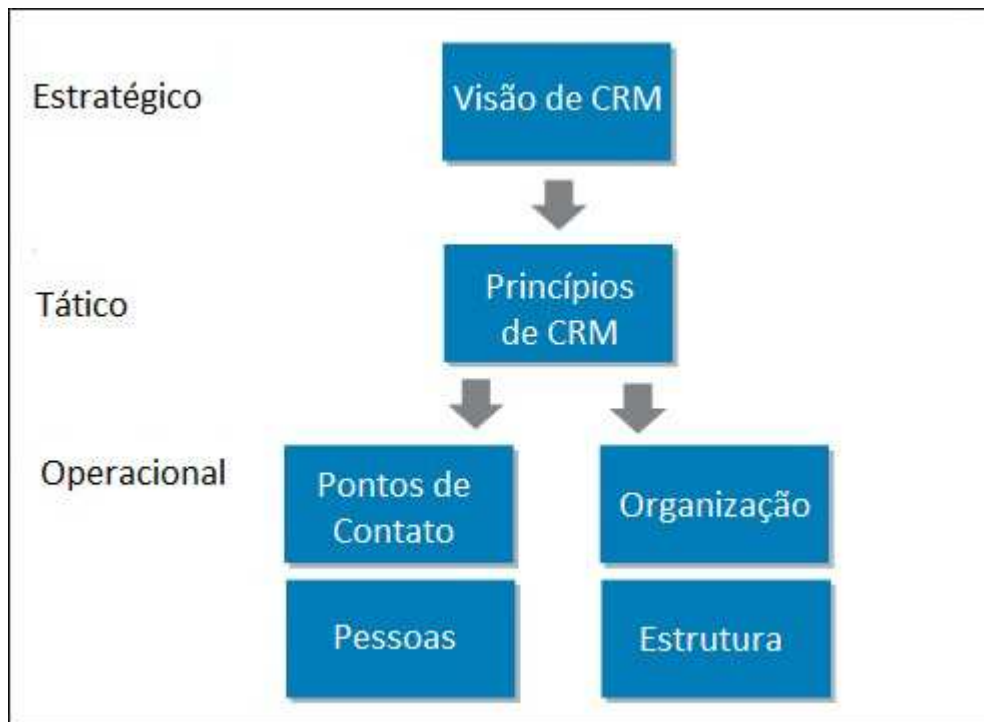 Estratégico
Visão de CRM
Tático
Princípios
de CRM
Operacional
Pontos de
Contato
Organização
Pessoas
Estrutura